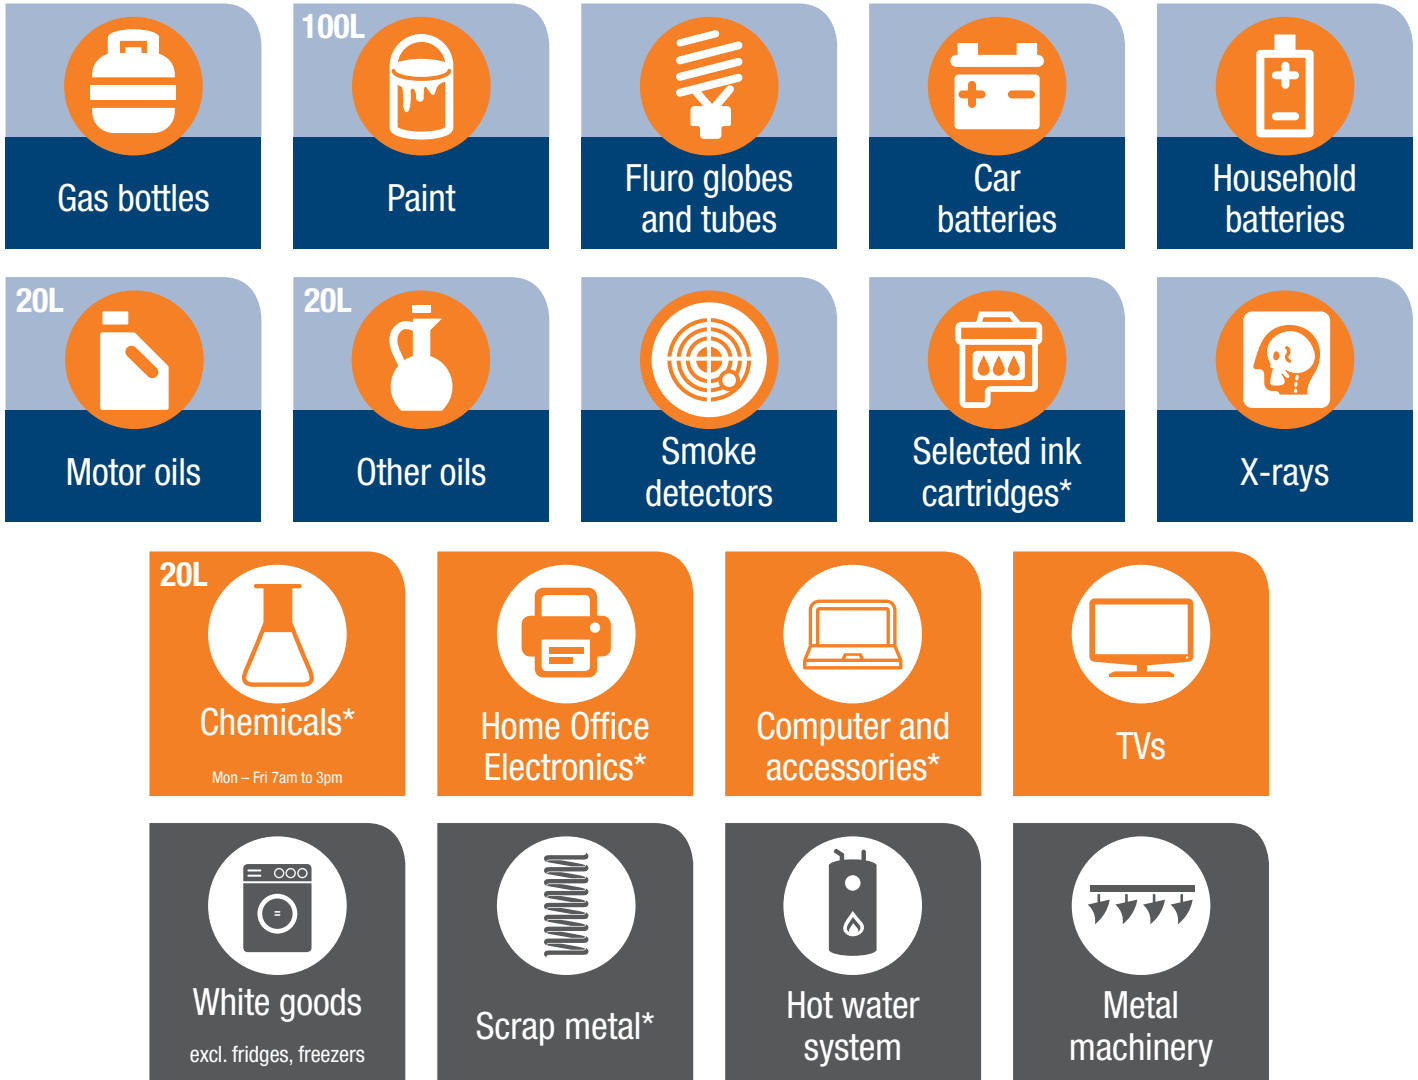 Gas bottles
100L
Paint
Fluro globes
and tubes
Car
batteries
Household
batteries
20L
Motor oils
20L
Other oils
Smoke
detectors
Selected ink
cartridges*
X-rays
20L
Chemicals*
Mon – Fri 7am to 3pm
Home Office
Electronics*
Computer and
accessories*
TVs
White goods
excl. fridges, freezers
Scrap metal*
Hot water
system
Metal
machinery